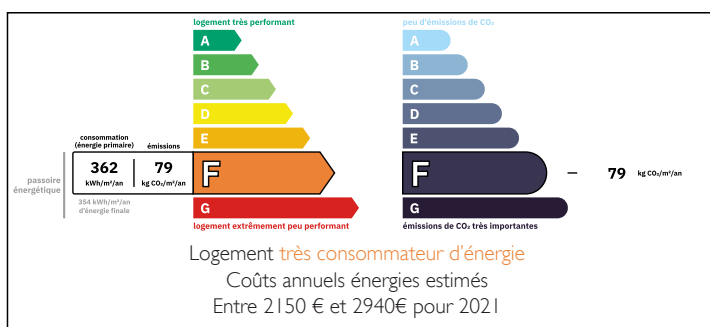 logement très performant
A
B
C
D
E
consommation
(énergie primaire)
émissions
362
kWh/m²/an
79
kg CO₂/m²/an
F
passoire
énergétique
354 kWh/m²/an
d'énergie finale
G
logement extrêmement peu performant
peu d'émissions de CO₂
A
B
C
D
E
F
79 kg CO₂/m²/an
G
émissions de CO₂ très importantes
Logement très consommateur d'énergie
Coûts annuels énergies estimés
Entre 2150 € et 2940€ pour 2021